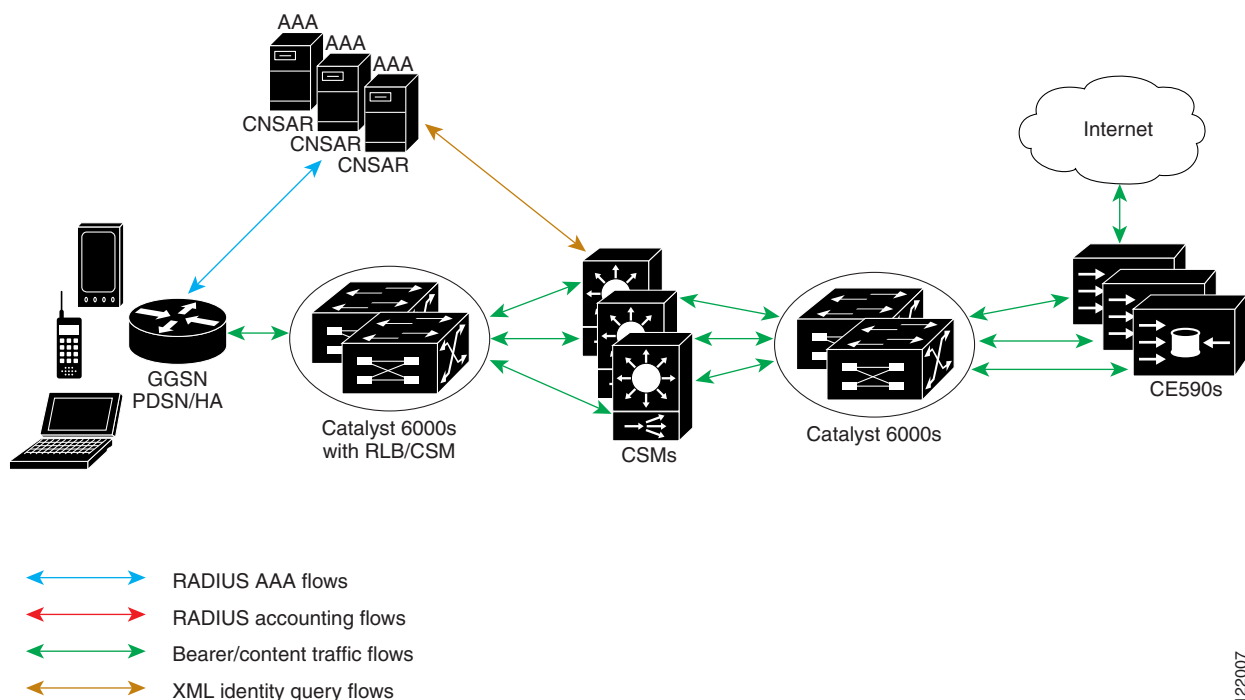 AAA
AAA
AAA
CNSAR
CNSAR
CNSAR
Internet
GGSN
PDSN/HA
Catalyst 6000s
with RLB/CSM
CSMs
Catalyst 6000s
CE590s
RADIUS AAA flows
RADIUS accounting flows
Bearer/content traffic flows
XML identity query flows
122007